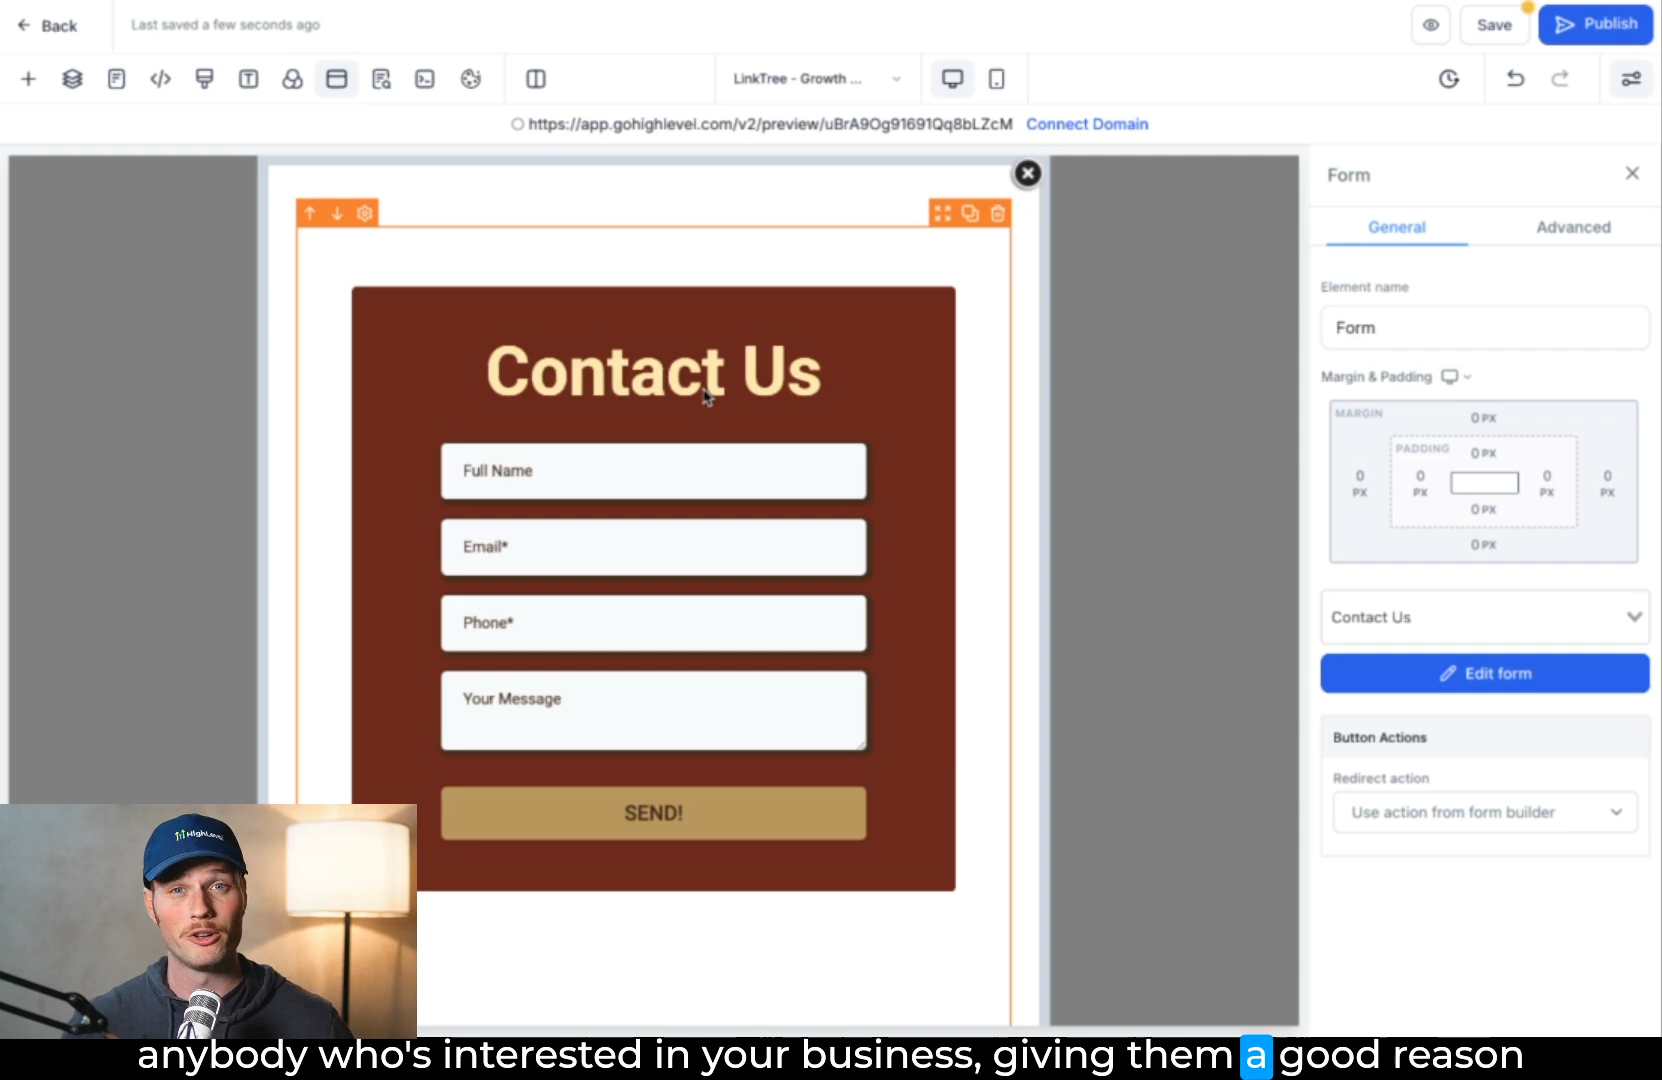 Back
Last saved a few seconds ago
Save
Publish
LinkTree - Growth ...
https://app.gohighlevel.com/v2/preview/uBrA9Og91691Qq8bLZcM Connect Domain
Form
General
Advanced
Element name
Form
Margin & Padding
MARGIN
0 PX
PADDING
0 PX
0 PX
0 PX
0 PX
0 PX
0 PX
0 PX
Contact Us
Edit form
Button Actions
Redirect action
Use action from form builder
Contact Us
Full Name
Email*
Phone*
Your Message
SEND!
HighLevel
anybody who's interested in your business, giving them a good reason